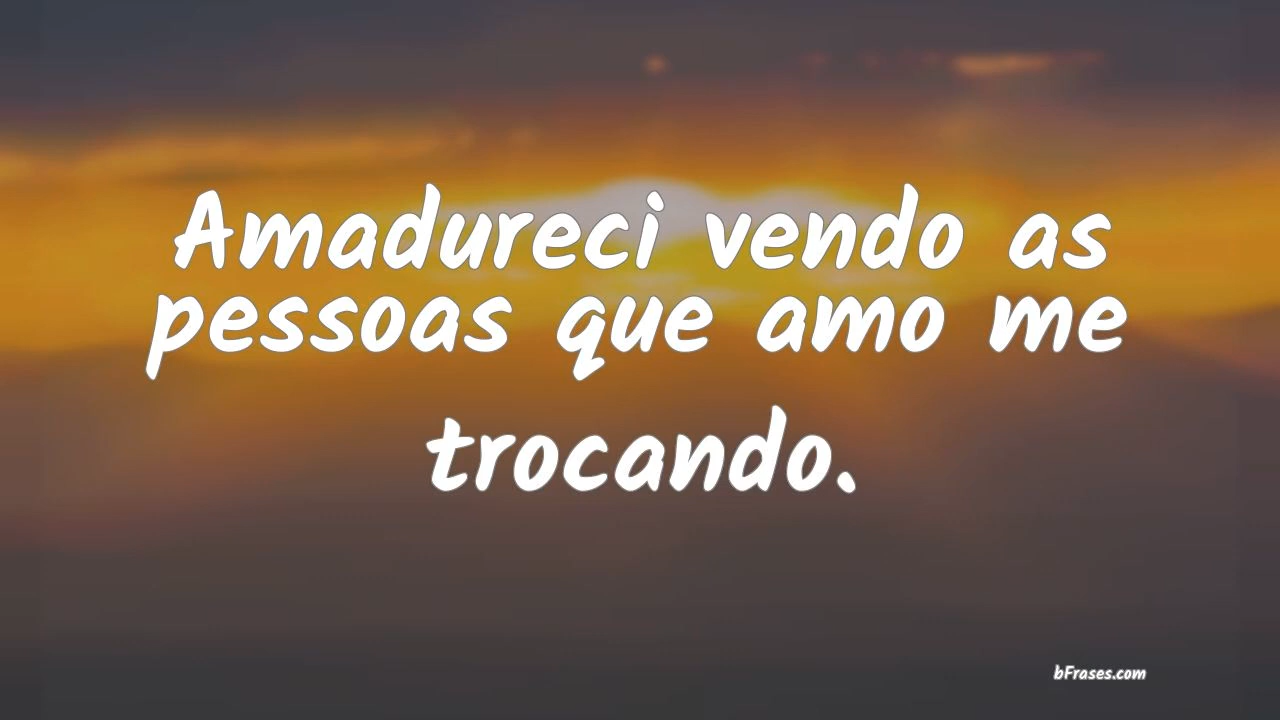 Amadureci vendo as
pessoas que amo me
trocando.
bFrases.com